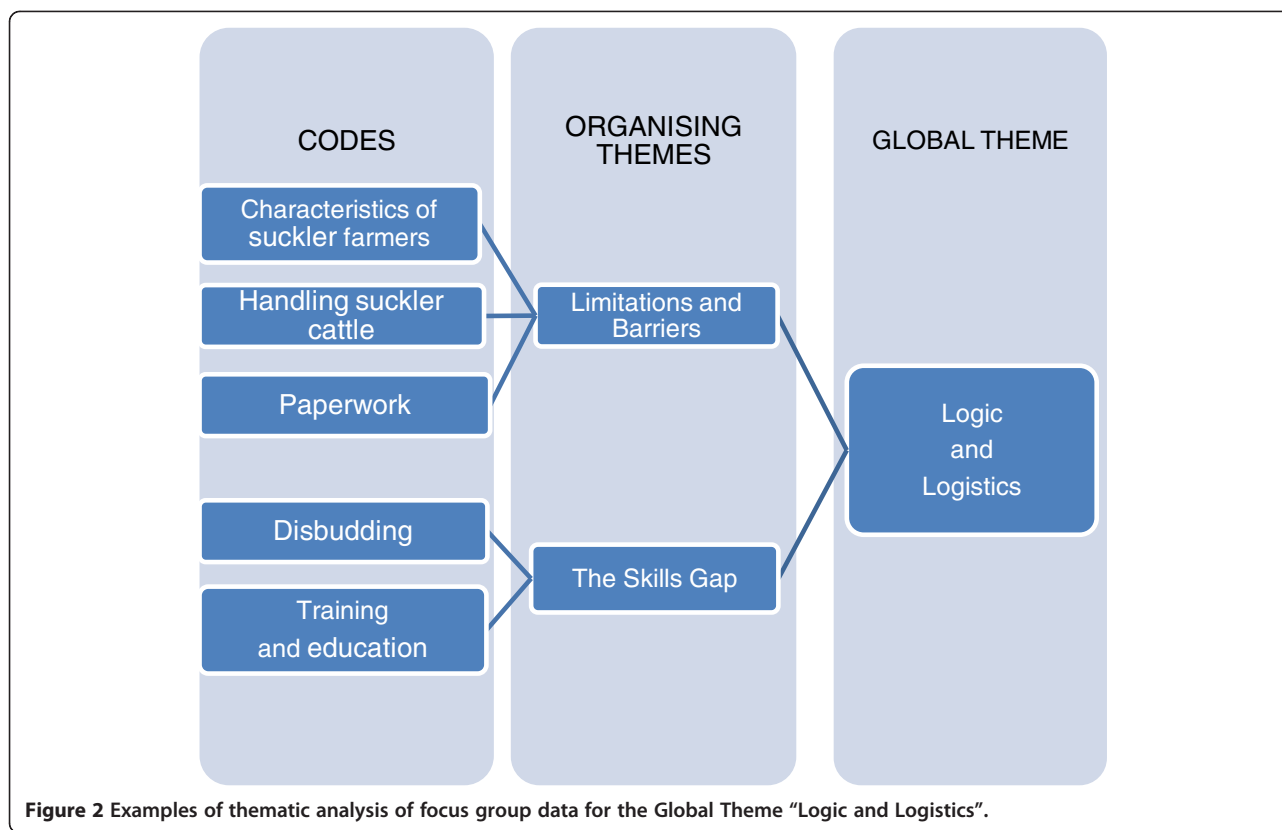 CODES
Characteristics of
suckler farmers
Handling suckler
cattle
Paperwork
Disbudding
Training
and education
ORGANISING
THEMES
Limitations and
Barriers
The Skills Gap
GLOBAL THEME
Logic
and
Logistics
Figure 2 Examples of thematic analysis of focus group data for the Global Theme “Logic and Logistics”.